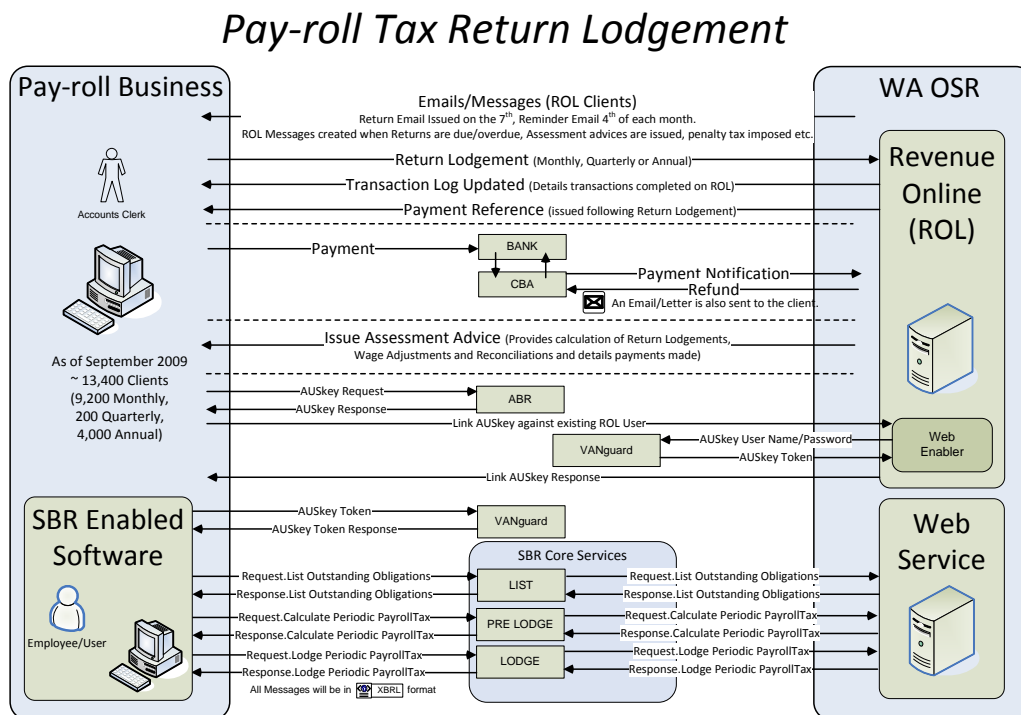 Pay-roll Tax Return Lodgement
Pay-roll Business
WA OSR
Emails/Messages (ROL Clients)
Return Email Issued on the 7th, Reminder Email 4th of each month.
ROL Messages created when Returns are due/overdue, Assessment advices are issued, penalty tax imposed etc.
Return Lodgement (Monthly, Quarterly or Annual)
Transaction Log Updated (Details transactions completed on ROL)
Payment Reference (issued following Return Lodgement)
Revenue
Online
(ROL)
Accounts Clerk
Payment
BANK
CBA
Payment Notification
Refund
An Email/Letter is also sent to the client.
Issue Assessment Advice (Provides calculation of Return Lodgements,
Wage Adjustments and Reconciliations and details payments made)
As of September 2009
~ 13,400 Clients
(9,200 Monthly,
200 Quarterly,
4,000 Annual)
AUSkey Request
AUSkey Response
ABR
Link AUSkey against existing ROL User
VANguard
AUSkey User Name/Password
AUSkey Token
Web
Enabler
Link AUSkey Response
SBR Enabled
Software
AUSkey Token
AUSkey Token Response
VANguard
Web
Service
SBR Core Services
Request.List Outstanding Obligations
Response.List Outstanding Obligations
LIST
Request.List Outstanding Obligations
Response.List Outstanding Obligations
Request.Calculate Periodic PayrollTax
Response.Calculate Periodic PayrollTax
PRE LODGE
Request.Calculate Periodic PayrollTax
Response.Calculate Periodic PayrollTax
Request.Lodge Periodic PayrollTax
Response.Lodge Periodic PayrollTax
LODGE
Request.Lodge Periodic PayrollTax
Response.Lodge Periodic PayrollTax
Employee/User
All Messages will be in XBRL format